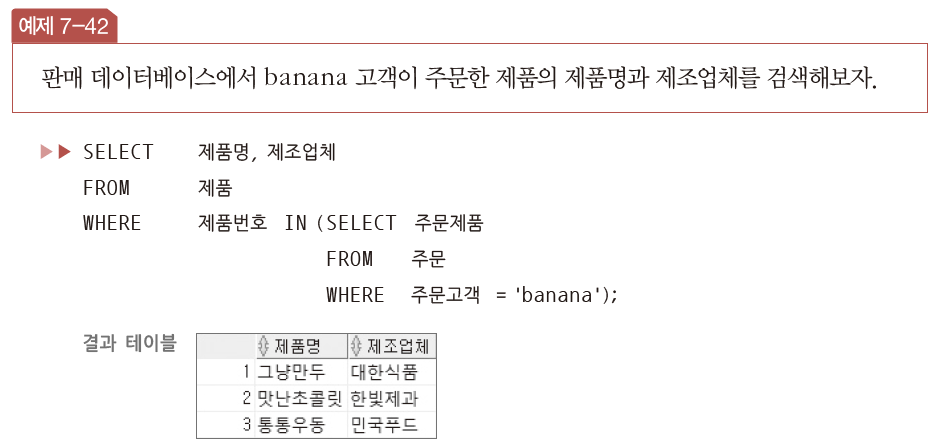 예제 7-42
판매 데이터베이스에서 banana 고객이 주문한 제품의 제품명과 제조업체를 검색해보자.
▶▶ SELECT 제품명, 제조업체
FROM 제품
WHERE 제품번호 IN (SELECT 주문제품
FROM 주문
WHERE 주문고객 = 'banana');
결과 테이블
제품명 제조업체
1 그냥만두 대한식품
2 맛난초콜릿 한빛제과
3 통통우동 민국푸드